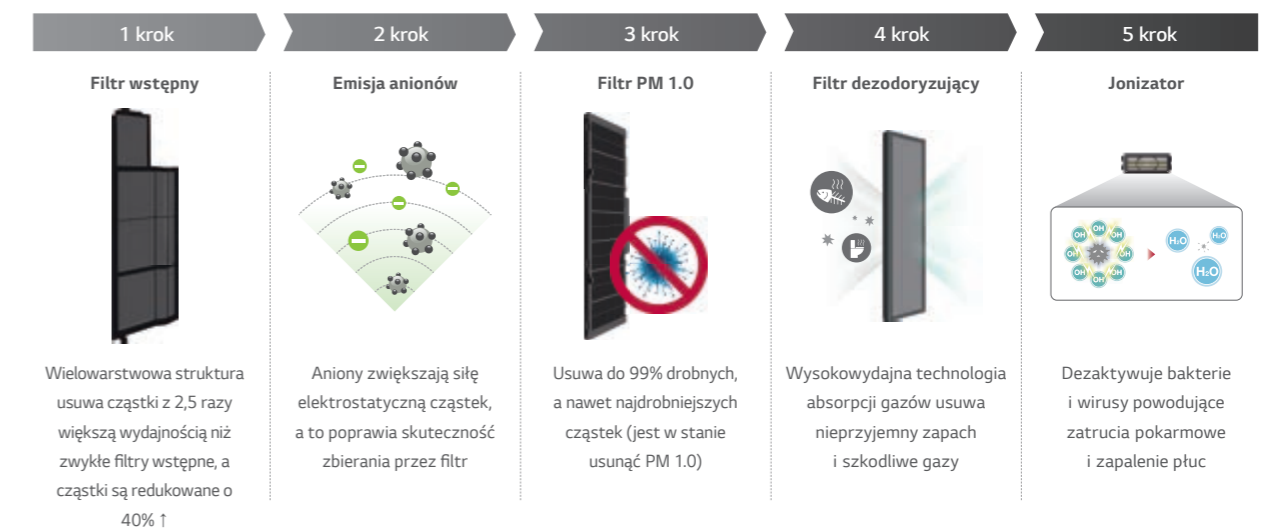 1 krok
2 krok
3 krok
4 krok
5 krok
Filtr wstępny
Emisja anionów
Filtr PM 1.0
Filtr dezodoryzujący
Jonizator
OH
OH
OH
OH
OH
OH
OH
OH
H₂O
H₂O
H₂O
Wielowarstwowa struktura
usuwa cząstki z 2,5 razy
większą wydajnością niż
zwykłe filtry wstępne, a
cząstki są redukowane o
40% ↑
Aniony zwiększają siłę
elektrostatyczną cząstek,
a to poprawia skuteczność
zbierania przez filtr
Usuwa do 99% drobnych,
a nawet najdrobniejszych
cząstek (jest w stanie
usunąć PM 1.0)
Wysokowydajna technologia
absorpcji gazów usuwa
nieprzyjemny zapach
i szkodliwe gazy
Dezaktywuje bakterie
i wirusy powodujące
zatrucia pokarmowe
i zapalenie płuc